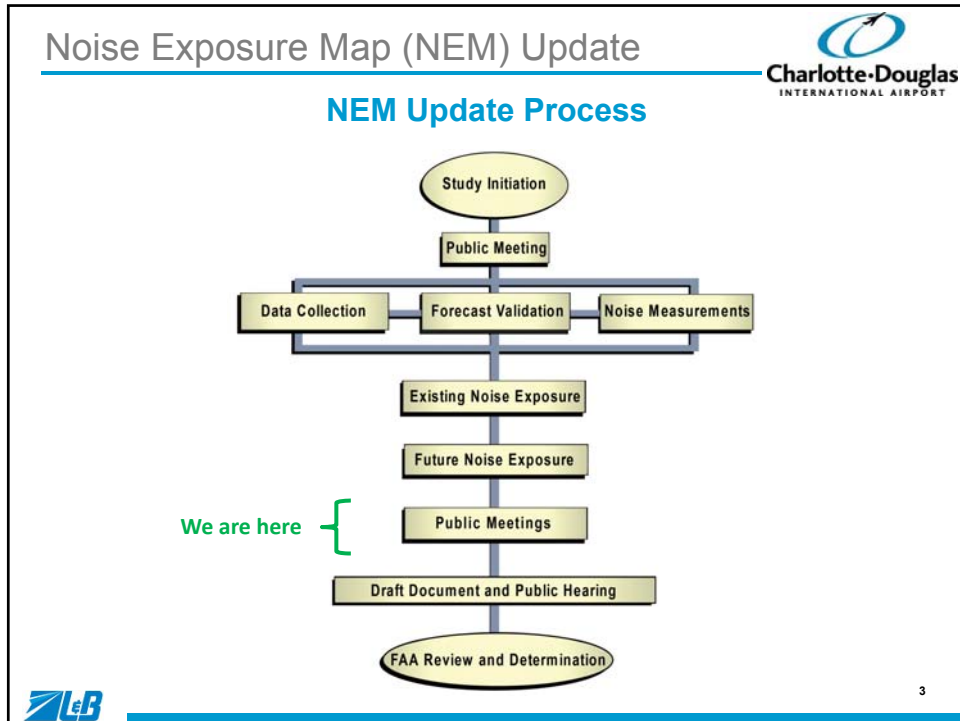 Noise Exposure Map (NEM) Update
Charlotte·Douglas
INTERNATIONAL AIRPORT
NEM Update Process
Study Initiation
Public Meeting
Data Collection
Forecast Validation
Noise Measurements
Existing Noise Exposure
Future Noise Exposure
We are here
Public Meetings
Draft Document and Public Hearing
FAA Review and Determination
L&B
3